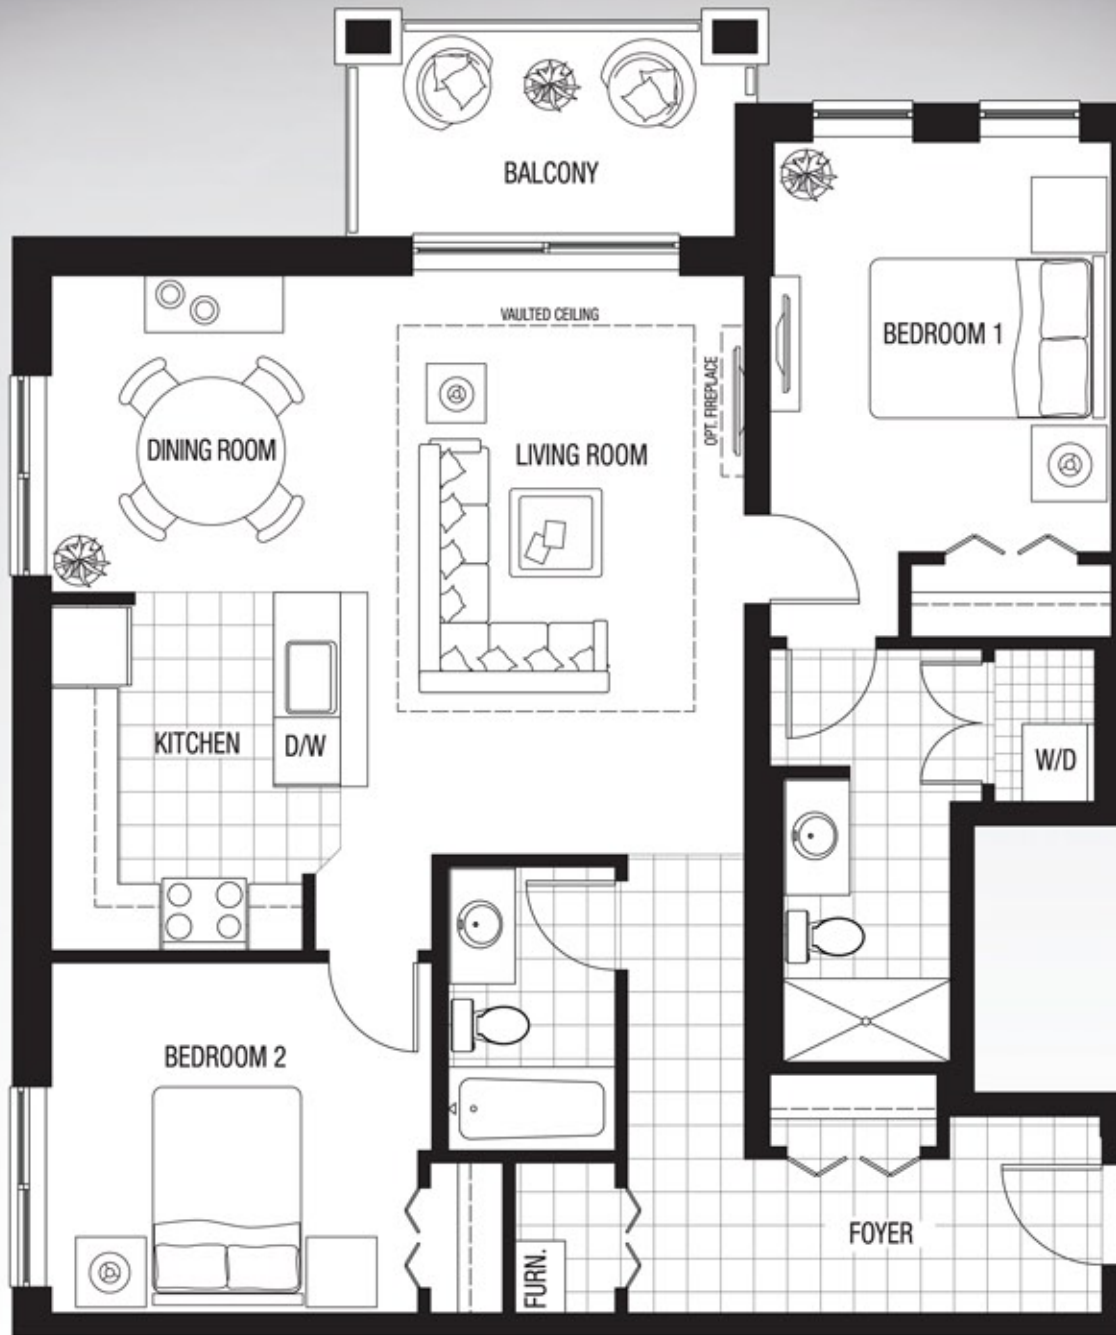 BALCONY
VAULTED CEILING
BEDROOM 1
OPT. FIREPLACE
DINING ROOM
LIVING ROOM
KITCHEN
D/W
W/D
BEDROOM 2
FOYER
FURN.